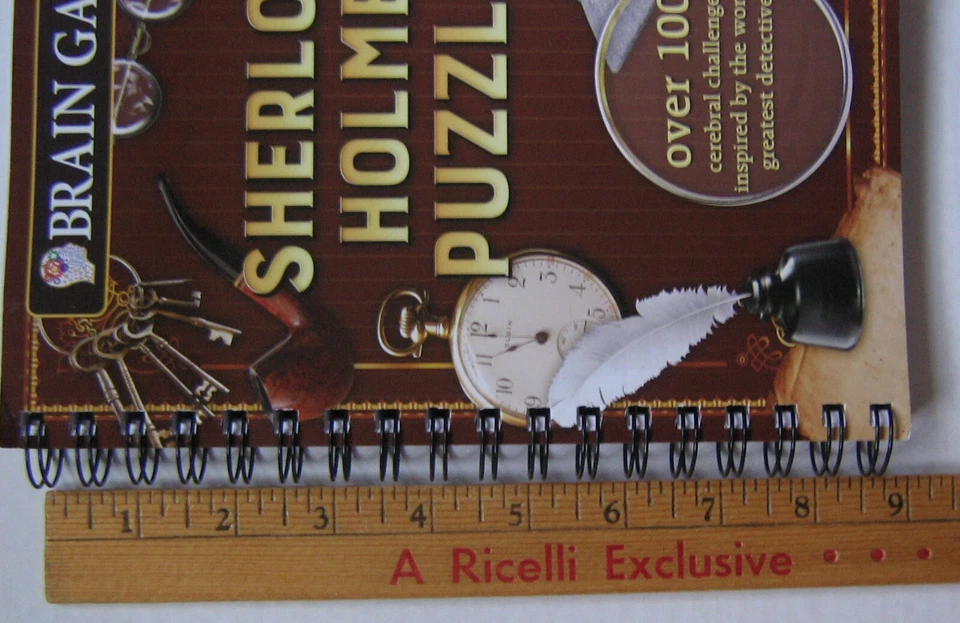 BRAIN GA
SHERLO
HOLME
PUZZL
over 100
cerebral challenge
inspired by the wor
greatest detective
1 2 3 4 5 6 7 8 9
A Ricelli Exclusive